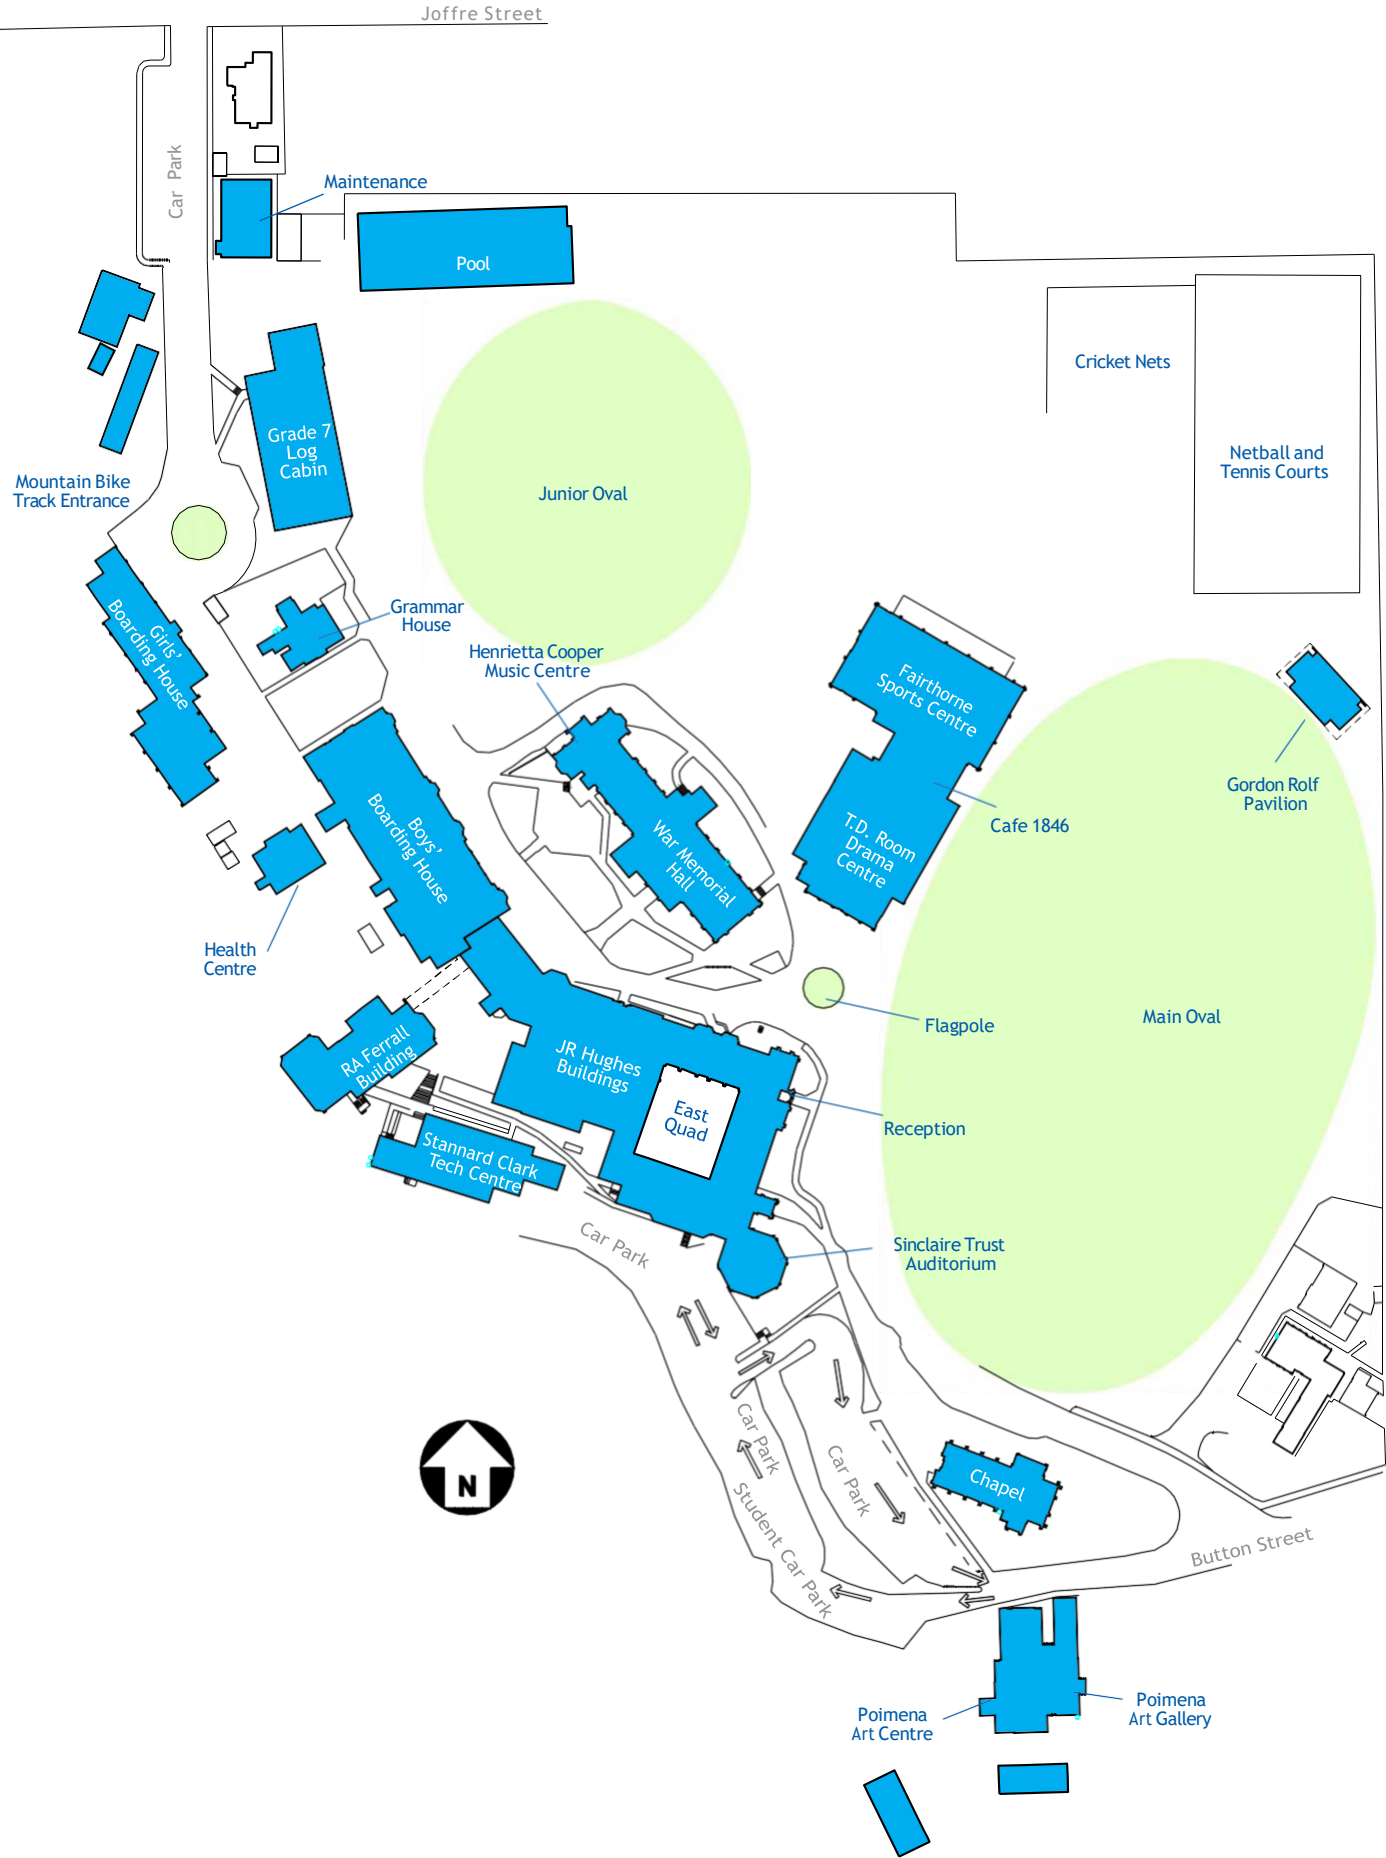 Joffre Street
Car Park
Maintenance
Pool
Cricket Nets
Grade 7
Log
Cabin
Netball and
Tennis Courts
Mountain Bike
Track Entrance
Junior Oval
Girls'
Boarding House
Grammar
House
Henrietta Cooper
Music Centre
Fairthorne
Sports Centre
Gordon Rolf
Pavilion
Cafe 1846
T.D. Room
Drama
Centre
Boys'
Boarding House
War Memorial
Hall
Health
Centre
Flagpole
Main Oval
RA Ferrall
Building
JR Hughes
Buildings
East
Quad
Reception
Stannard Clark
Tech Centre
Car Park
Sinclaire Trust
Auditorium
Car Park
Car Park
N
Chapel
Student Car Park
Button Street
Poimena
Art Centre
Poimena
Art Gallery